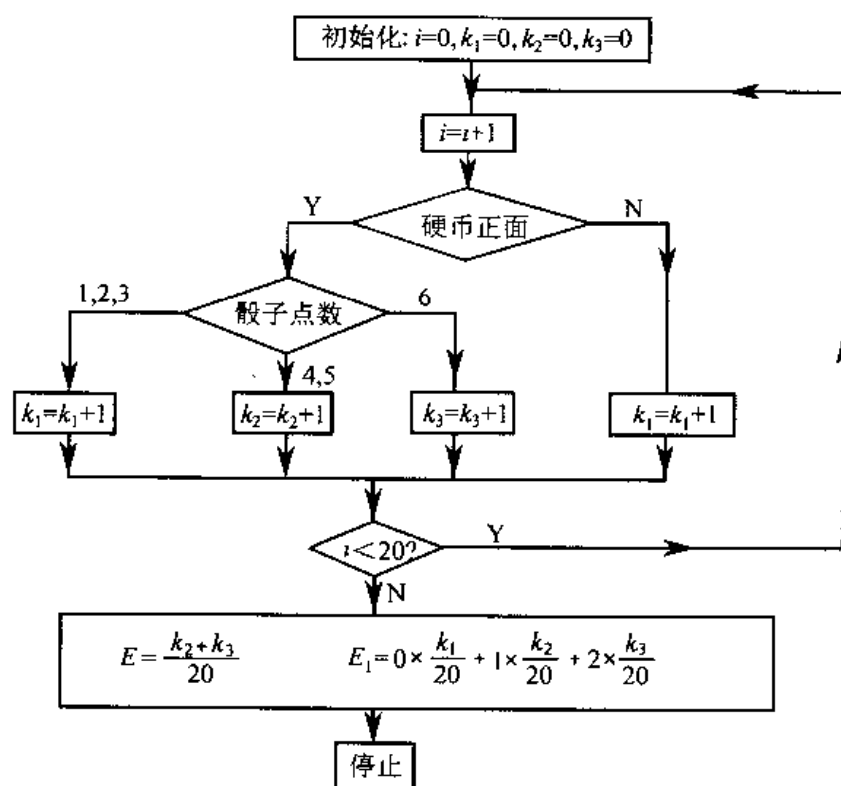 初始化: i=0, k₁=0, k₂=0, k₃=0
i=ı+1
Y
硬币正面
N
1,2,3
骰子点数
6
4,5
k₁=k₁+1
k₂=k₂+1
k₃=k₃+1
k₁=k₁+1
ı<20?
Y
N
E=(k₂+k₃)/20 E₁=0×k₁/20+1×k₂/20+2×k₃/20
停止